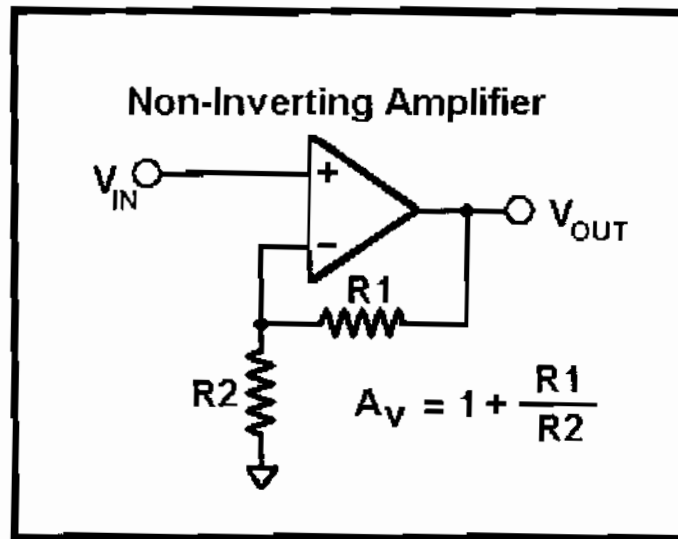 Non-Inverting Amplifier
VIN
+
−
VOUT
R1
R2
AV = 1 + R1/R2